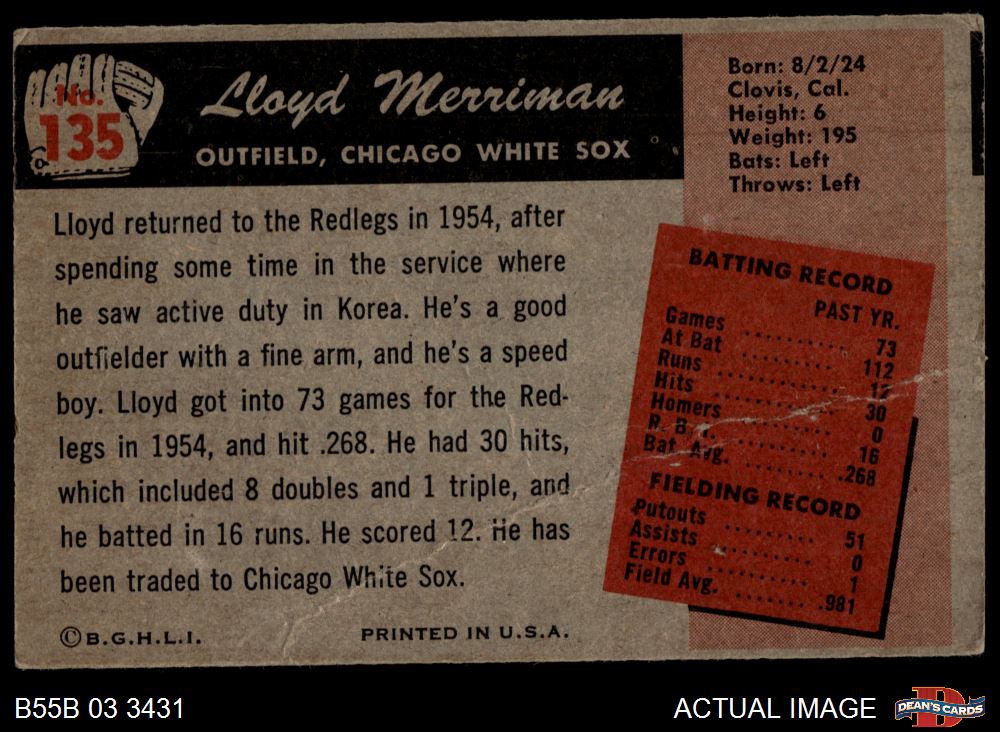 No.
135
Lloyd Merriman
OUTFIELD, CHICAGO WHITE SOX
Born: 8/2/24
Clovis, Cal.
Height: 6
Weight: 195
Bats: Left
Throws: Left
Lloyd returned to the Redlegs in 1954, after
spending some time in the service where
he saw active duty in Korea. He's a good
outfielder with a fine arm, and he's a speed
boy. Lloyd got into 73 games for the Red-
legs in 1954, and hit .268. He had 30 hits,
which included 8 doubles and 1 triple, and
he batted in 16 runs. He scored 12. He has
been traded to Chicago White Sox.
BATTING RECORD
PAST YR.
Games ........ 73
At Bat ........ 112
Runs ........ 12
Hits ........ 30
Homers ........ 0
R. B. I. ........ 16
Bat. Avg. ........ .268
FIELDING RECORD
Putouts ........ 51
Assists ........ 0
Errors ........ 1
Field Avg. ........ .981
©B.G.H.L.I.
PRINTED IN U.S.A.
B55B 03 3431
ACTUAL IMAGE
D
DEAN'S CARDS